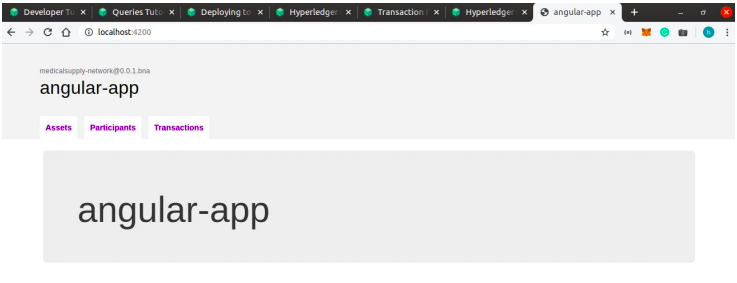 Developer Tu Queries Tuto Deploying to Hyperledger Transaction Hyperledger angular-app
localhost:4200
medicalsupply-network@0.0.1.bna
angular-app
Assets Participants Transactions
angular-app